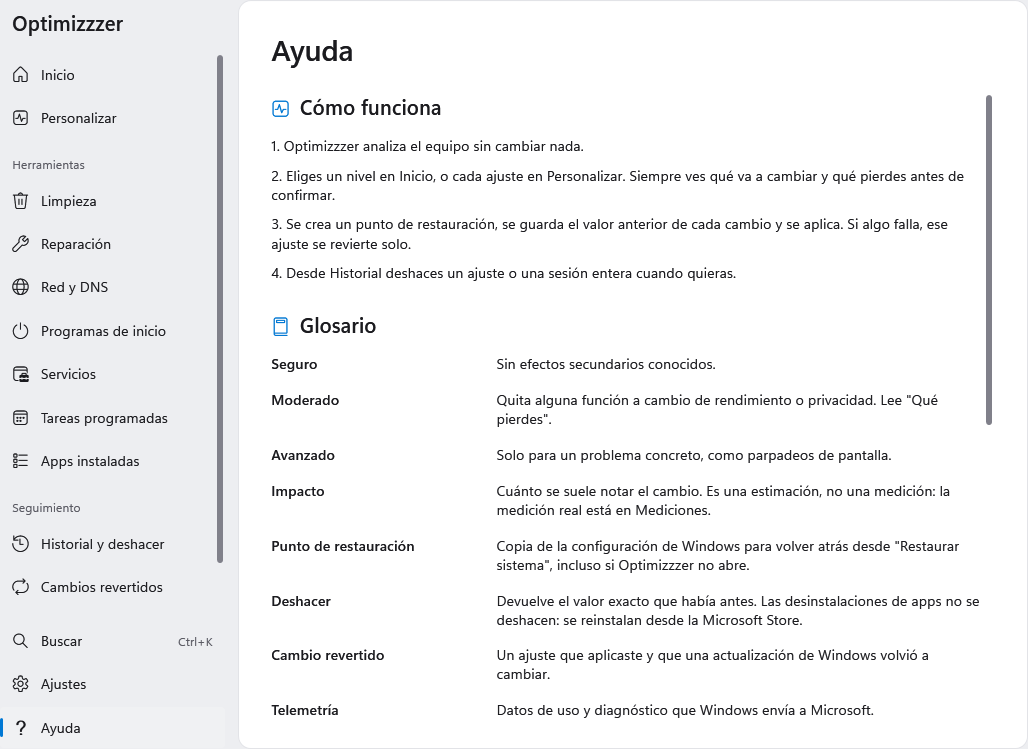 Optimizzzer
Inicio
Personalizar
Herramientas
Limpieza
Reparación
Red y DNS
Programas de inicio
Servicios
Tareas programadas
Apps instaladas
Seguimiento
Historial y deshacer
Cambios revertidos
Buscar Ctrl+K
Ajustes
Ayuda
Ayuda
Cómo funciona
1. Optimizzzer analiza el equipo sin cambiar nada.
2. Eliges un nivel en Inicio, o cada ajuste en Personalizar. Siempre ves qué va a cambiar y qué pierdes antes de
confirmar.
3. Se crea un punto de restauración, se guarda el valor anterior de cada cambio y se aplica. Si algo falla, ese
ajuste se revierte solo.
4. Desde Historial deshaces un ajuste o una sesión entera cuando quieras.
Glosario
Seguro Sin efectos secundarios conocidos.
Moderado Quita alguna función a cambio de rendimiento o privacidad. Lee "Qué
pierdes".
Avanzado Solo para un problema concreto, como parpadeos de pantalla.
Impacto Cuánto se suele notar el cambio. Es una estimación, no una medición: la
medición real está en Mediciones.
Punto de restauración Copia de la configuración de Windows para volver atrás desde "Restaurar
sistema", incluso si Optimizzzer no abre.
Deshacer Devuelve el valor exacto que había antes. Las desinstalaciones de apps no se
deshacen: se reinstalan desde la Microsoft Store.
Cambio revertido Un ajuste que aplicaste y que una actualización de Windows volvió a
cambiar.
Telemetría Datos de uso y diagnóstico que Windows envía a Microsoft.